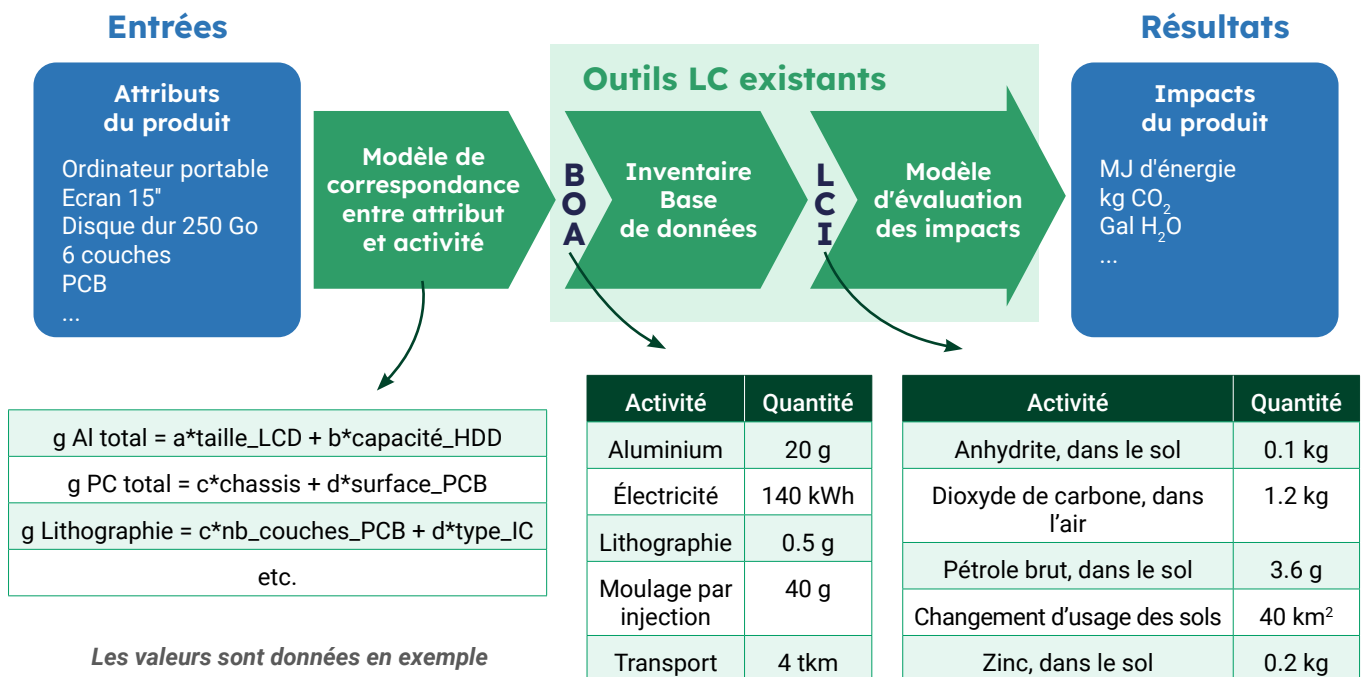 Entrées
Résultats
Attributs
du produit
Ordinateur portable
Ecran 15"
Disque dur 250 Go
6 couches
PCB
...
Modèle de
correspondance
entre attribut
et activité
Outils LC existants
BOA
Inventaire
Base
de données
LCI
Modèle
d'évaluation
des impacts
Impacts
du produit
MJ d'énergie
kg CO₂
Gal H₂O
...
g Al total = a*taille_LCD + b*capacité_HDD
g PC total = c*chassis + d*surface_PCB
g Lithographie = c*nb_couches_PCB + d*type_IC
etc.
Les valeurs sont données en exemple
Activité Quantité
Aluminium 20 g
Électricité 140 kWh
Lithographie 0.5 g
Moulage par 40 g
injection
Transport 4 tkm
Activité Quantité
Anhydrite, dans le sol 0.1 kg
Dioxyde de carbone, dans 1.2 kg
l'air
Pétrole brut, dans le sol 3.6 g
Changement d’usage des sols 40 km²
Zinc, dans le sol 0.2 kg